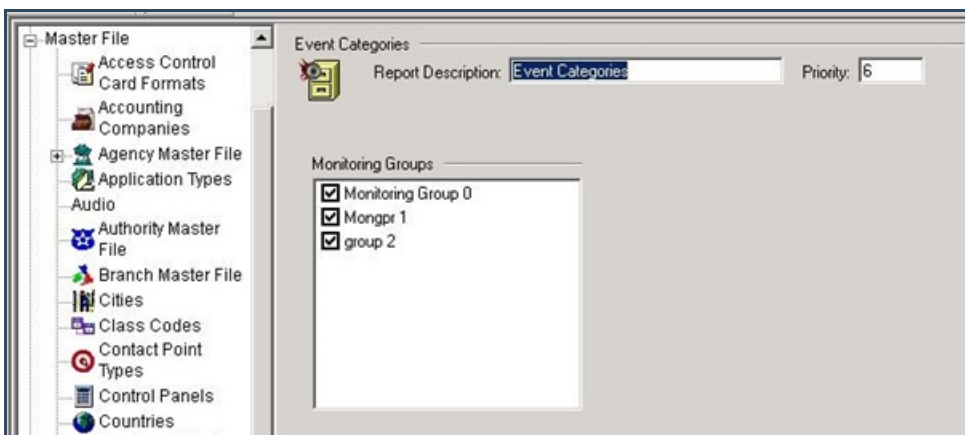 Master File
Access Control
Card Formats
Accounting
Companies
Agency Master File
Application Types
Audio
Authority Master
File
Branch Master File
Cities
Class Codes
Contact Point
Types
Control Panels
Countries
Event Categories
Report Description: Event Categories Priority: 6
Monitoring Groups
Monitoring Group 0
Mongpr 1
group 2